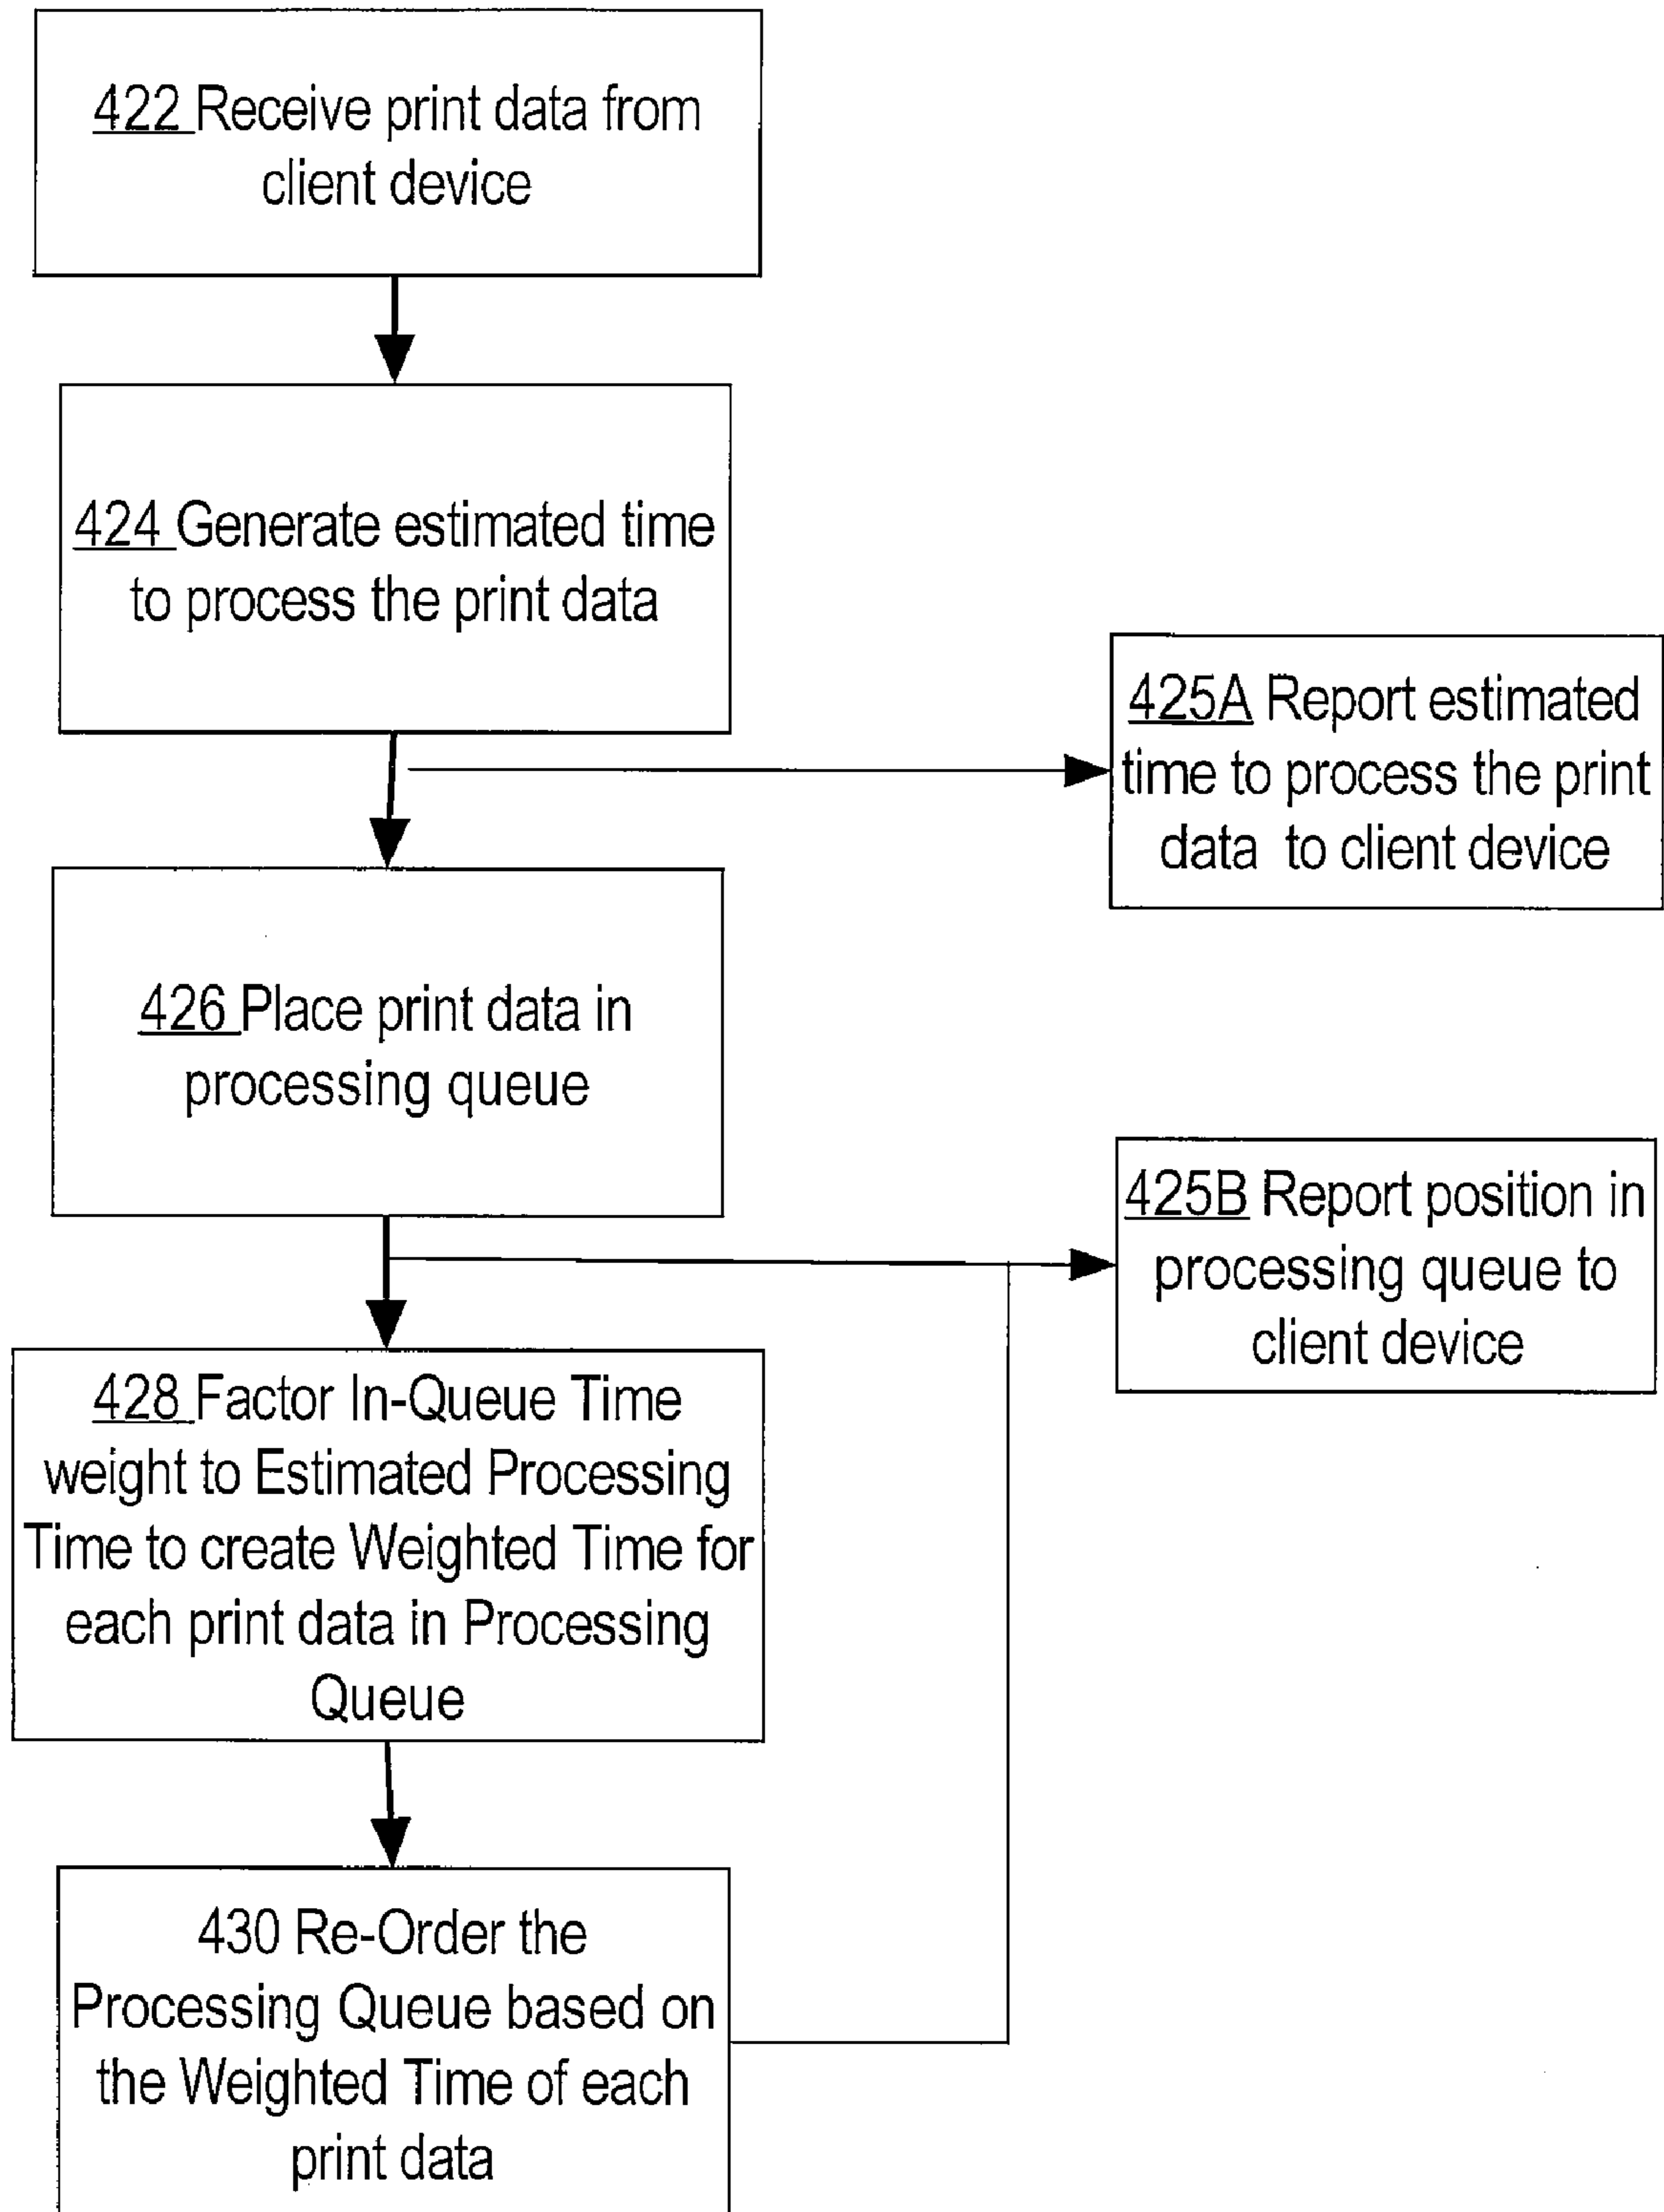 422 Receive print data from
client device
424 Generate estimated time
to process the print data
425A Report estimated
time to process the print
data to client device
426 Place print data in
processing queue
425B Report position in
processing queue to
client device
428 Factor In-Queue Time
weight to Estimated Processing
Time to create Weighted Time for
each print data in Processing
Queue
430 Re-Order the
Processing Queue based on
the Weighted Time of each
print data